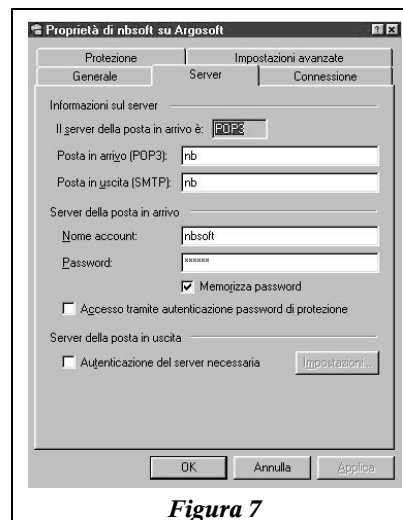 Proprietà di nbsoft su Argosoft
Protezione
Impostazioni avanzate
Generale
Server
Connessione
Informazioni sul server
Il server della posta in arrivo è: POP3
Posta in arrivo (POP3): nb
Posta in uscita (SMTP): nb
Server della posta in arrivo
Nome account: nbsoft
Password: ××××××
Memorizza password
Accesso tramite autenticazione password di protezione
Server della posta in uscita
Autenticazione del server necessaria
Impostazioni...
OK
Annulla
Applica
Figura 7